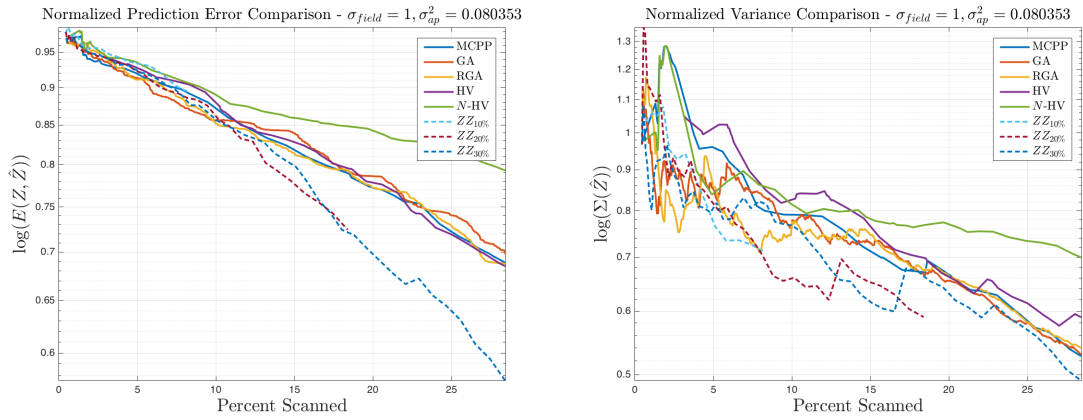 Normalized Prediction Error Comparison - σ_field = 1, σ²_ap = 0.080353
log(E(Z, Ẑ))
0.95
0.9
0.85
0.8
0.75
0.7
0.65
0.6
0 5 10 15 20 25
Percent Scanned
MCPP
GA
RGA
HV
N-HV
ZZ10%
ZZ20%
ZZ30%
Normalized Variance Comparison - σ_field = 1, σ²_ap = 0.080353
log(Σ(Ẑ))
1.3
1.2
1.1
1
0.9
0.8
0.7
0.6
0.5
0 5 10 15 20 25
Percent Scanned
MCPP
GA
RGA
HV
N-HV
ZZ10%
ZZ20%
ZZ30%